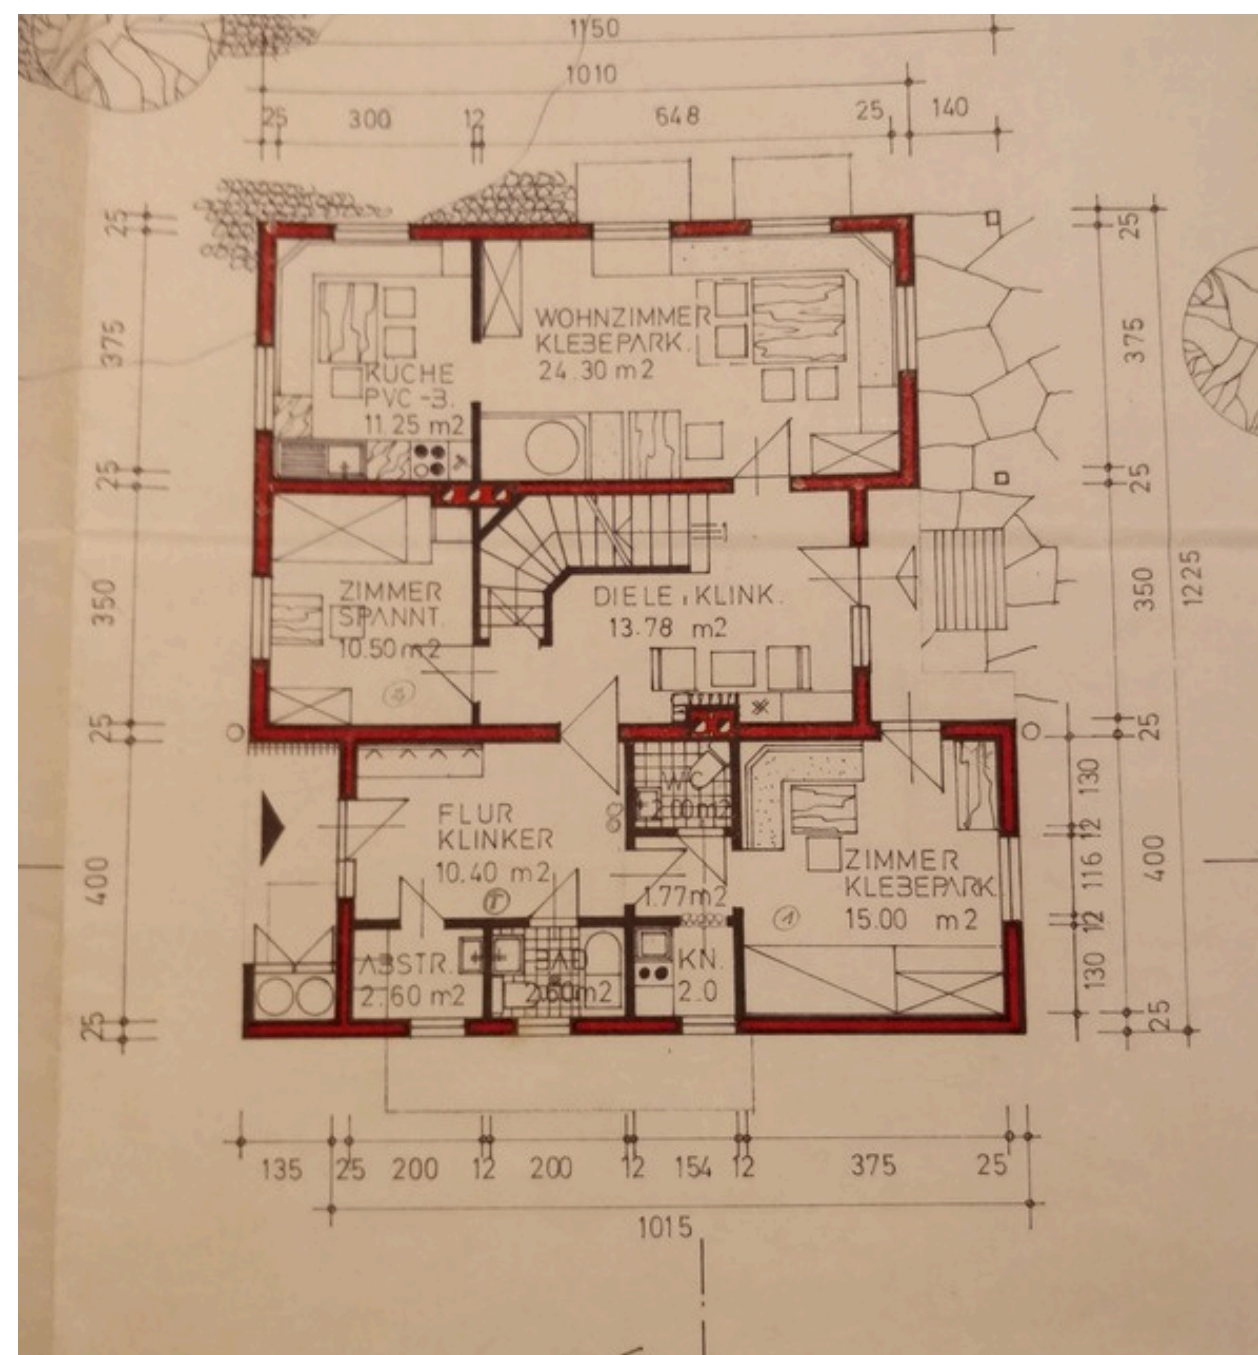 1150
1010
25 300 12 648 25 140
25
375
25
350
25
400
25
WOHNZIMMER
KLEBEPARK.
24.30 m2
KÜCHE
PVC-B.
11.25 m2
ZIMMER
SPANNT.
10.50 m2
DIELE, KLINK.
13.78 m2
FLUR
KLINKER
10.40 m2
WC
2.00 m2
1.77 m2
ZIMMER
KLEBEPARK
15.00 m2
1
ABSTR.
2.60 m2
BAD
2.60 m2
KN.
2.0
25
375
25
350
1225
25
130
12
116
400
12
130
25
135 25 200 12 200 12 154 12 375 25
1015